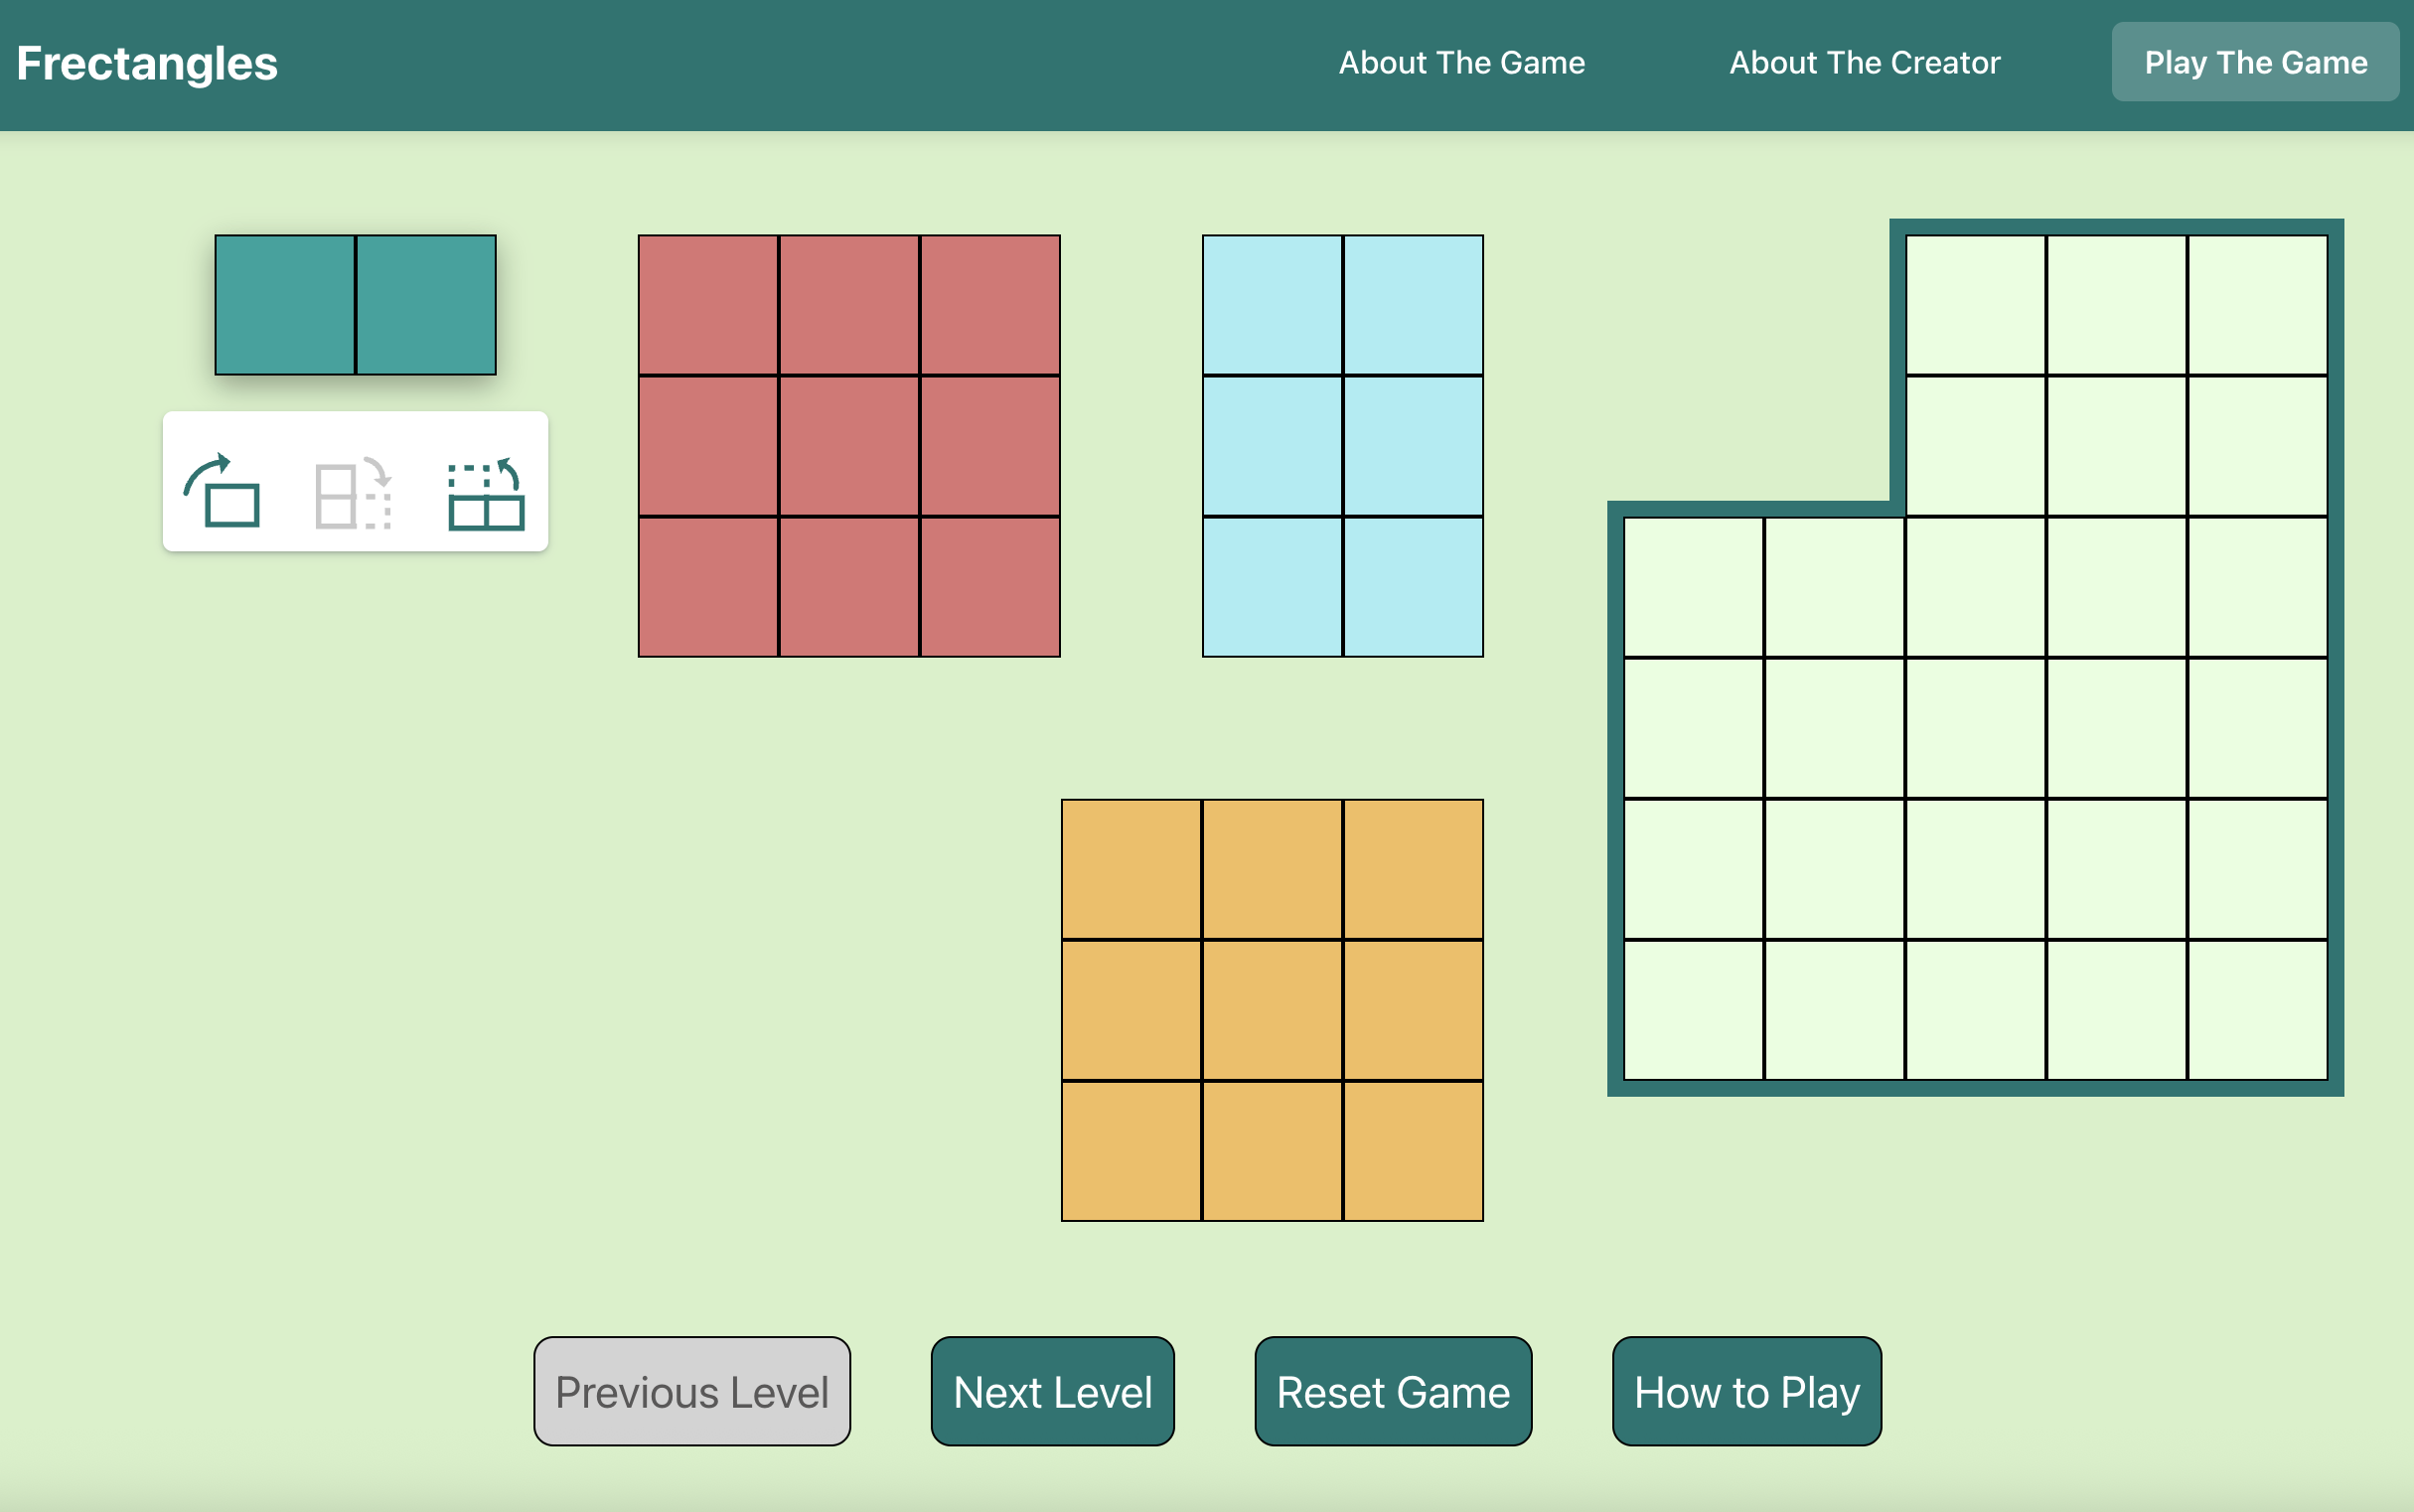 Frectangles
About The Game
About The Creator
Play The Game
Previous Level
Next Level
Reset Game
How to Play